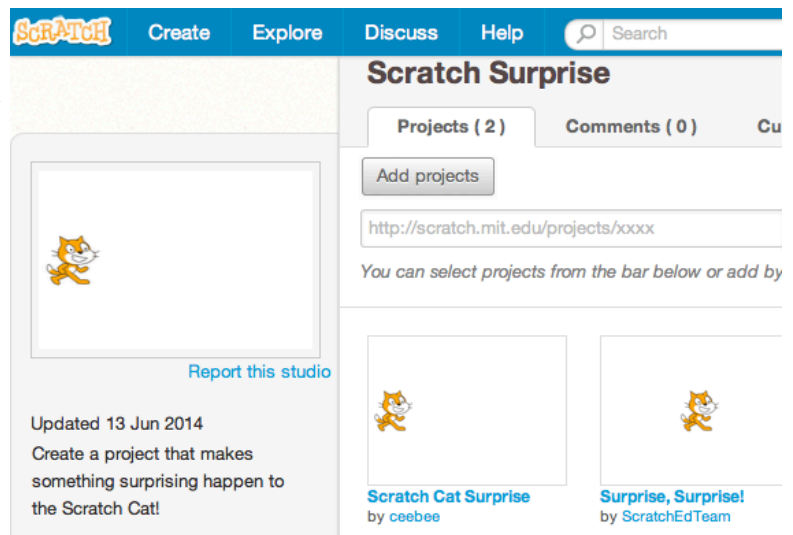 SCRATCH Create Explore Discuss Help Search
Scratch Surprise
Projects ( 2 ) Comments ( 0 ) Cu
Add projects
http://scratch.mit.edu/projects/xxxx
You can select projects from the bar below or add by
Report this studio
Updated 13 Jun 2014
Create a project that makes
something surprising happen to
the Scratch Cat!
Scratch Cat Surprise
by ceebee
Surprise, Surprise!
by ScratchEdTeam